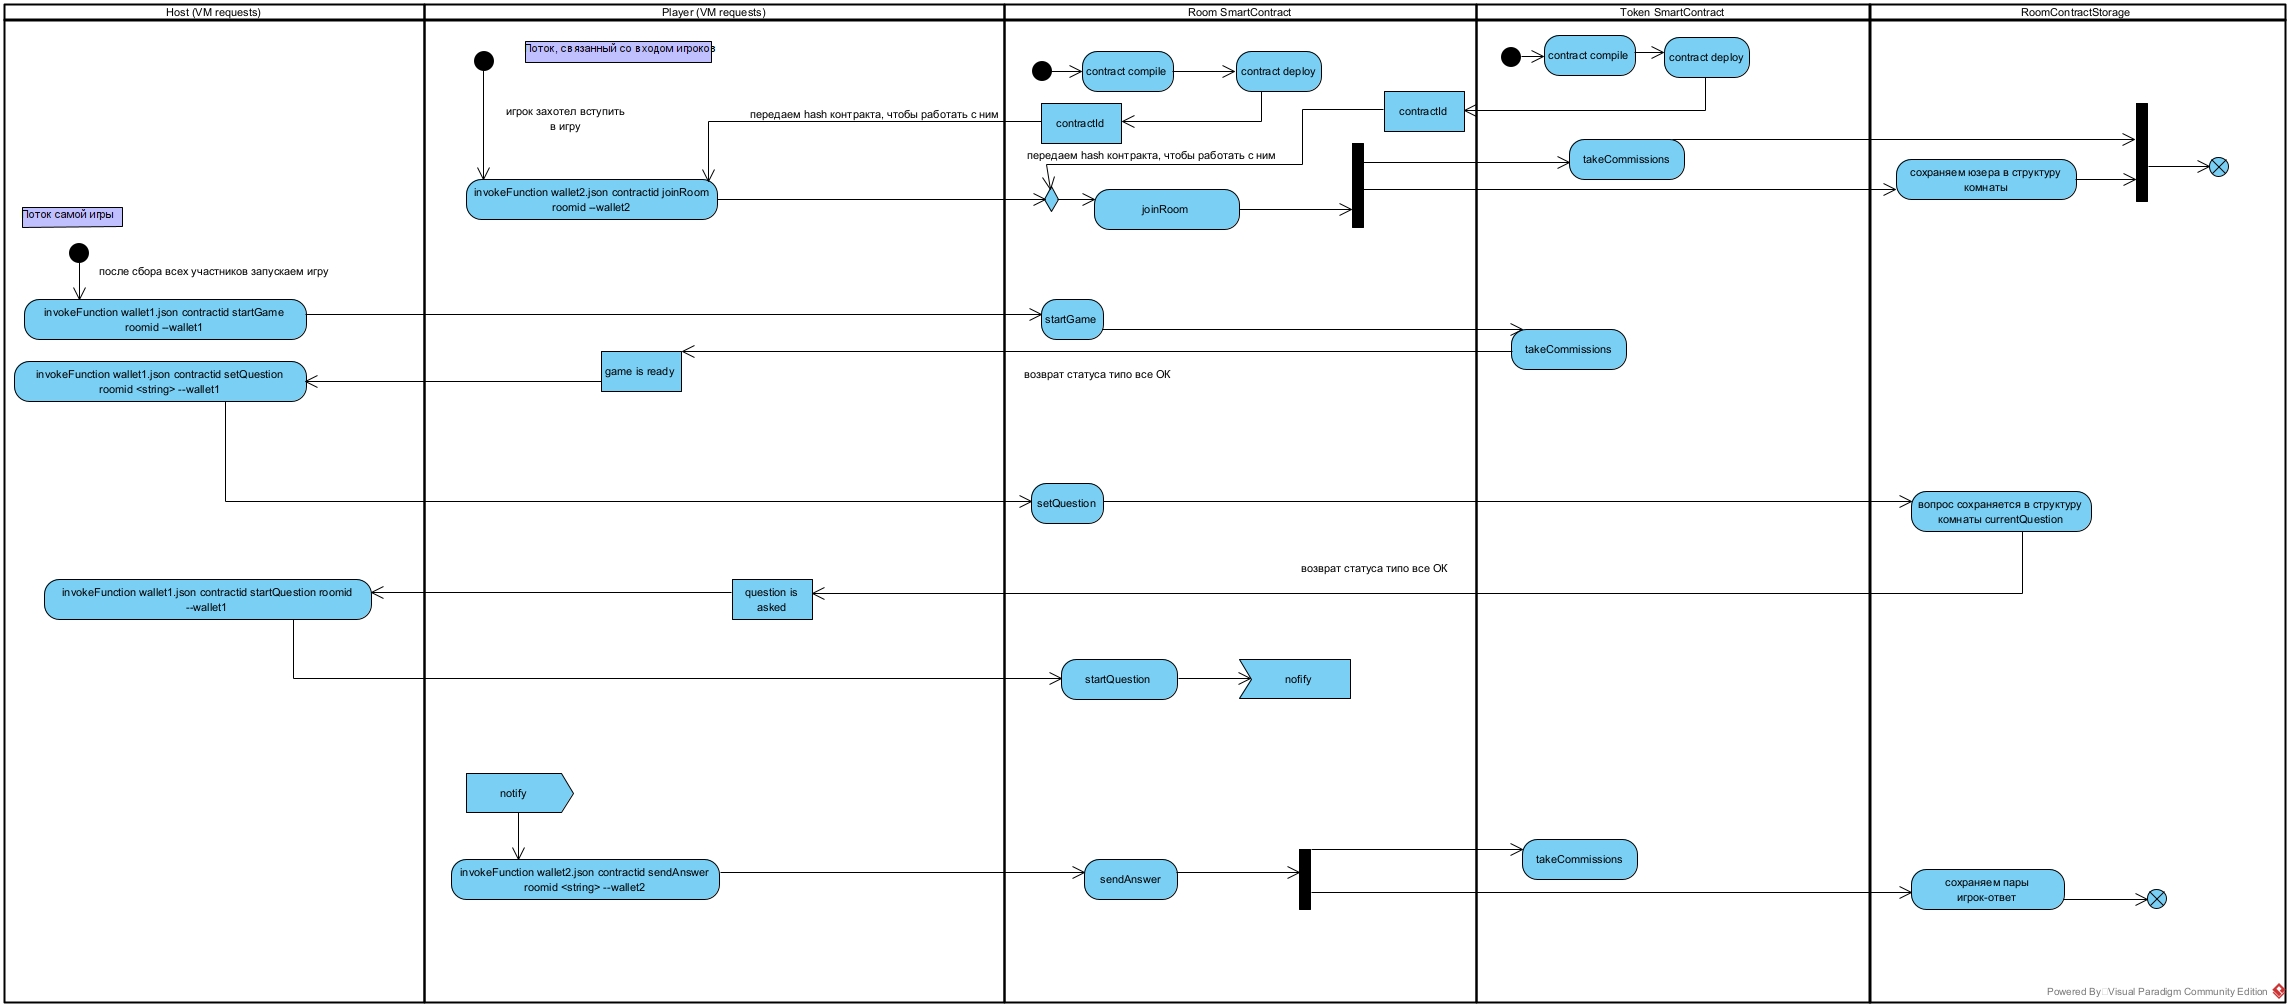 Host (VM requests)
Player (VM requests)
Room SmartContract
Token SmartContract
RoomContractStorage
Поток, связанный со входом игроков
contract compile
contract deploy
contract compile
contract deploy
игрок захотел вступить
в игру
передаем hash контракта, чтобы работать с ним
contractId
contractId
передаем hash контракта, чтобы работать с ним
takeCommissions
invokeFunction wallet2.json contractid joinRoom
roomid --wallet2
joinRoom
сохраняем юзера в структуру
комнаты
Поток самой игры
после сбора всех участников запускаем игру
invokeFunction wallet1.json contractid startGame
roomid --wallet1
startGame
takeCommissions
game is ready
возврат статуса типо все ОК
invokeFunction wallet1.json contractid setQuestion
roomid <string> --wallet1
setQuestion
вопрос сохраняется в структуру
комнаты currentQuestion
возврат статуса типо все ОК
invokeFunction wallet1.json contractid startQuestion roomid
--wallet1
question is
asked
startQuestion
nofify
notify
invokeFunction wallet2.json contractid sendAnswer
roomid <string> --wallet2
sendAnswer
takeCommissions
сохраняем пары
игрок-ответ
Powered By Visual Paradigm Community Edition